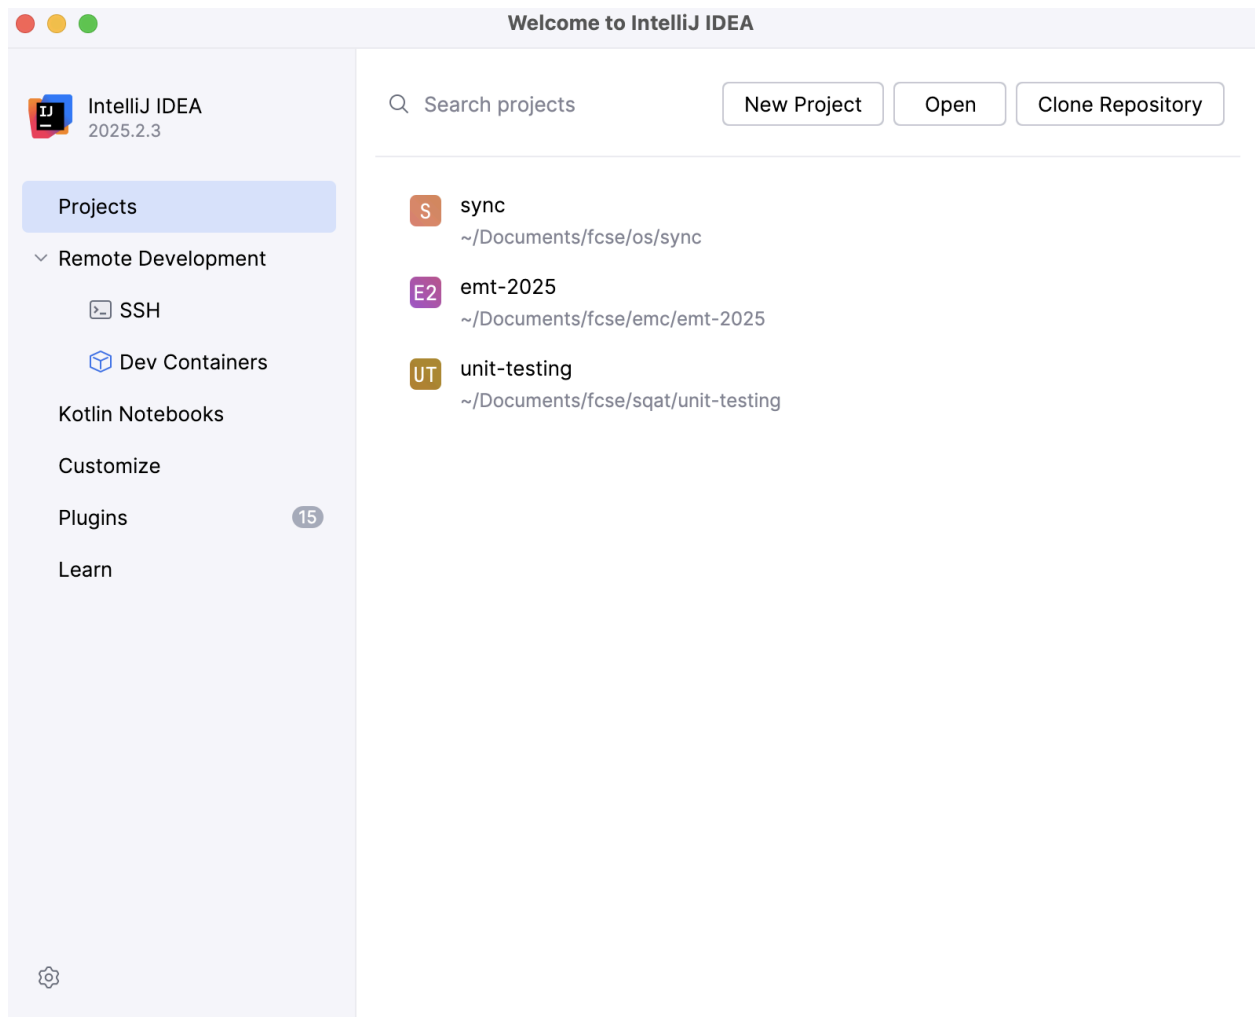 Welcome to IntelliJ IDEA
IJ
IntelliJ IDEA
2025.2.3
Projects
Remote Development
SSH
Dev Containers
Kotlin Notebooks
Customize
Plugins
15
Learn
Search projects
New Project
Open
Clone Repository
S
sync
~/Documents/fcse/os/sync
E2
emt-2025
~/Documents/fcse/emc/emt-2025
UT
unit-testing
~/Documents/fcse/sqat/unit-testing